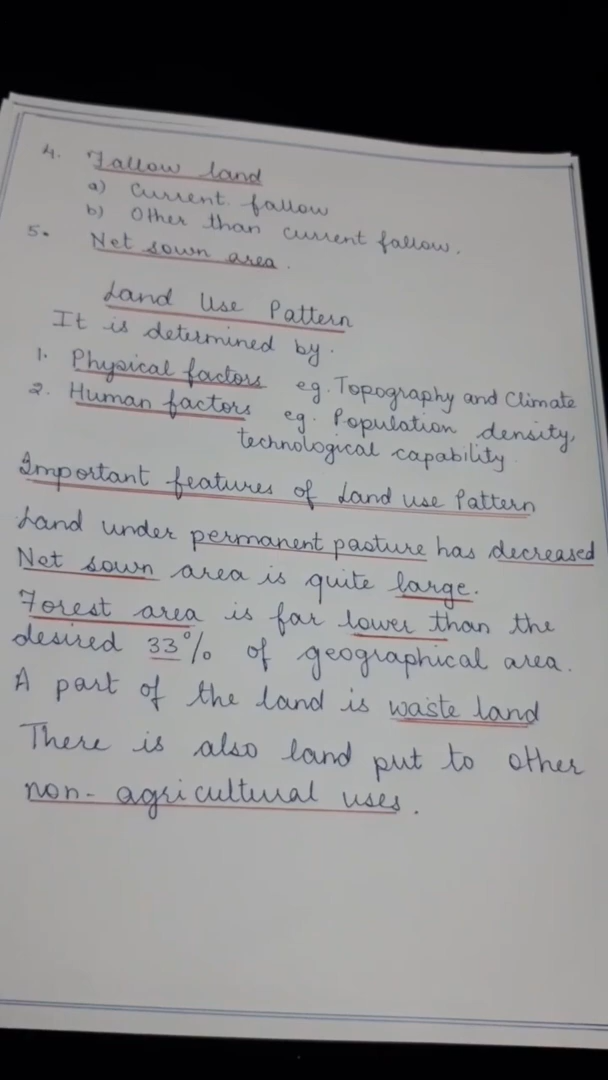 4. Fallow land
a) Current fallow
b) Other than current fallow.
5. Net sown area.
Land Use Pattern
It is determined by.
1. Physical factors eg. Topography and Climate
2. Human factors eg. Population density,
technological capability
Important features of Land use Pattern
Land under permanent pasture has decreased
Net sown area is quite large.
Forest area is far lower than the
desired 33% of geographical area.
A part of the land is waste land
There is also land put to other
non-agricultural uses.